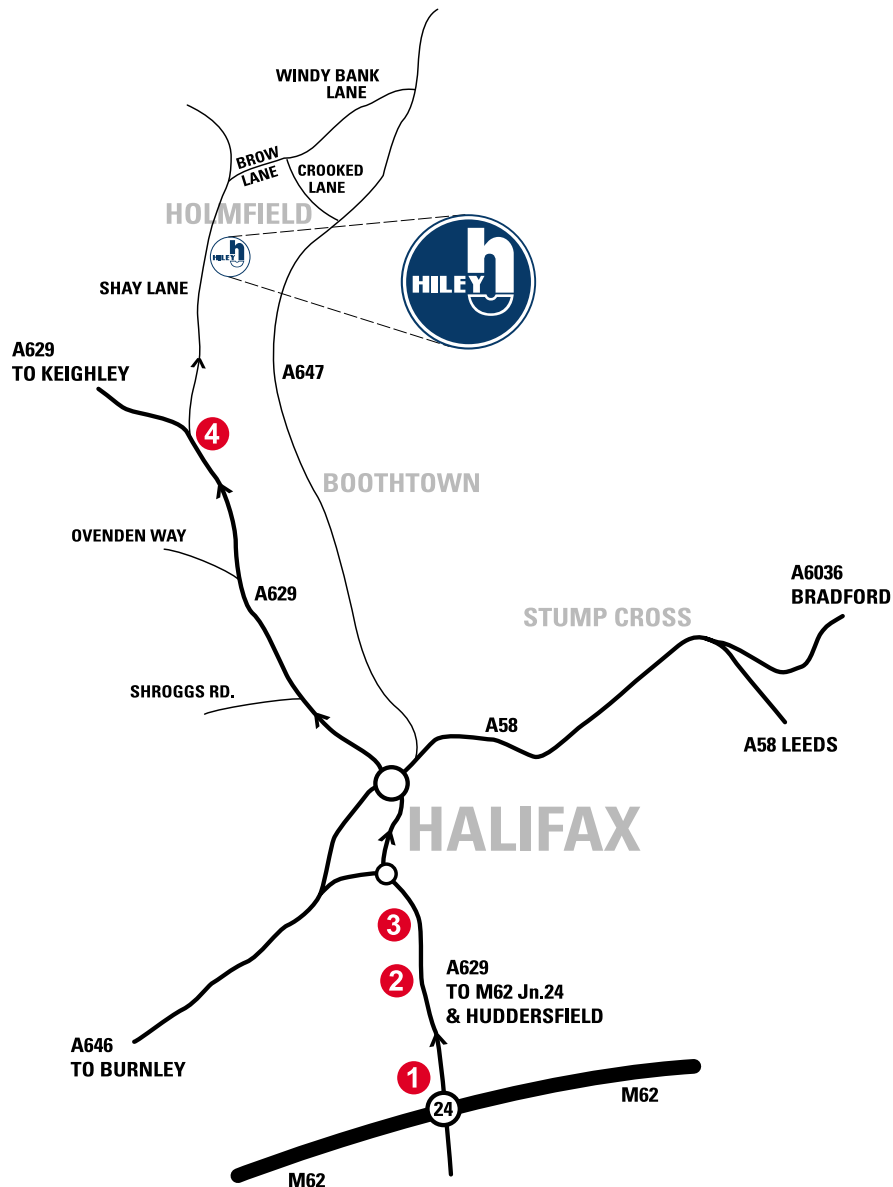 WINDY BANK
LANE
BROW
LANE
CROOKED
LANE
HOLMFIELD
h
HILEY
h
HILEY
SHAY LANE
A629
TO KEIGHLEY
A647
4
BOOTHTOWN
OVENDEN WAY
A629
A6036
BRADFORD
STUMP CROSS
SHROGGS RD.
A58
A58 LEEDS
HALIFAX
3
2
A629
TO M62 Jn.24
& HUDDERSFIELD
A646
TO BURNLEY
1
24
M62
M62